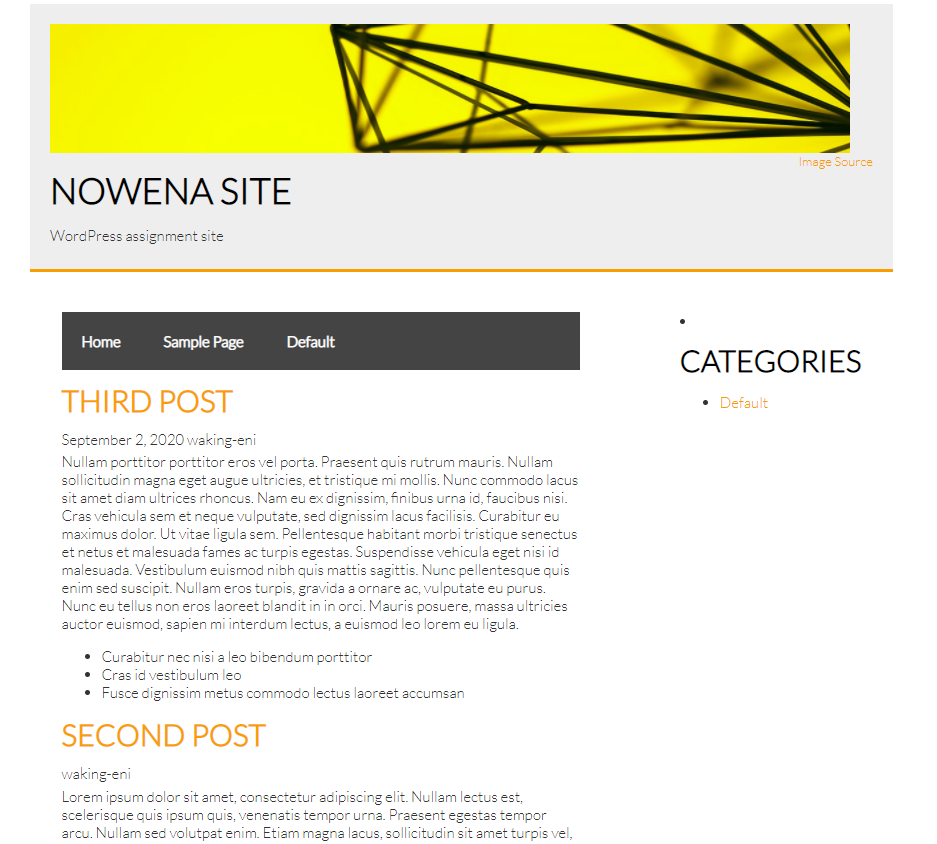 Image Source
NOWENA SITE
WordPress assignment site
Home Sample Page Default
THIRD POST
September 2, 2020 waking-eni
Nullam porttitor porttitor eros vel porta. Praesent quis rutrum mauris. Nullam
sollicitudin magna eget augue ultricies, et tristique mi mollis. Nunc commodo lacus
sit amet diam ultrices rhoncus. Nam eu ex dignissim, finibus urna id, faucibus nisi.
Cras vehicula sem et neque vulputate, sed dignissim lacus facilisis. Curabitur eu
maximus dolor. Ut vitae ligula sem. Pellentesque habitant morbi tristique senectus
et netus et malesuada fames ac turpis egestas. Suspendisse vehicula eget nisi id
malesuada. Vestibulum euismod nibh quis mattis sagittis. Nunc pellentesque quis
enim sed suscipit. Nullam eros turpis, gravida a ornare ac, vulputate eu purus.
Nunc eu tellus non eros laoreet blandit in in orci. Mauris posuere, massa ultricies
auctor euismod, sapien mi interdum lectus, a euismod leo lorem eu ligula.
• Curabitur nec nisi a leo bibendum porttitor
• Cras id vestibulum leo
• Fusce dignissim metus commodo lectus laoreet accumsan
SECOND POST
waking-eni
Lorem ipsum dolor sit amet, consectetur adipiscing elit. Nullam lectus est,
scelerisque quis ipsum quis, venenatis tempor urna. Praesent egestas tempor
arcu. Nullam sed volutpat enim. Etiam magna lacus, sollicitudin sit amet turpis vel,
CATEGORIES
• Default